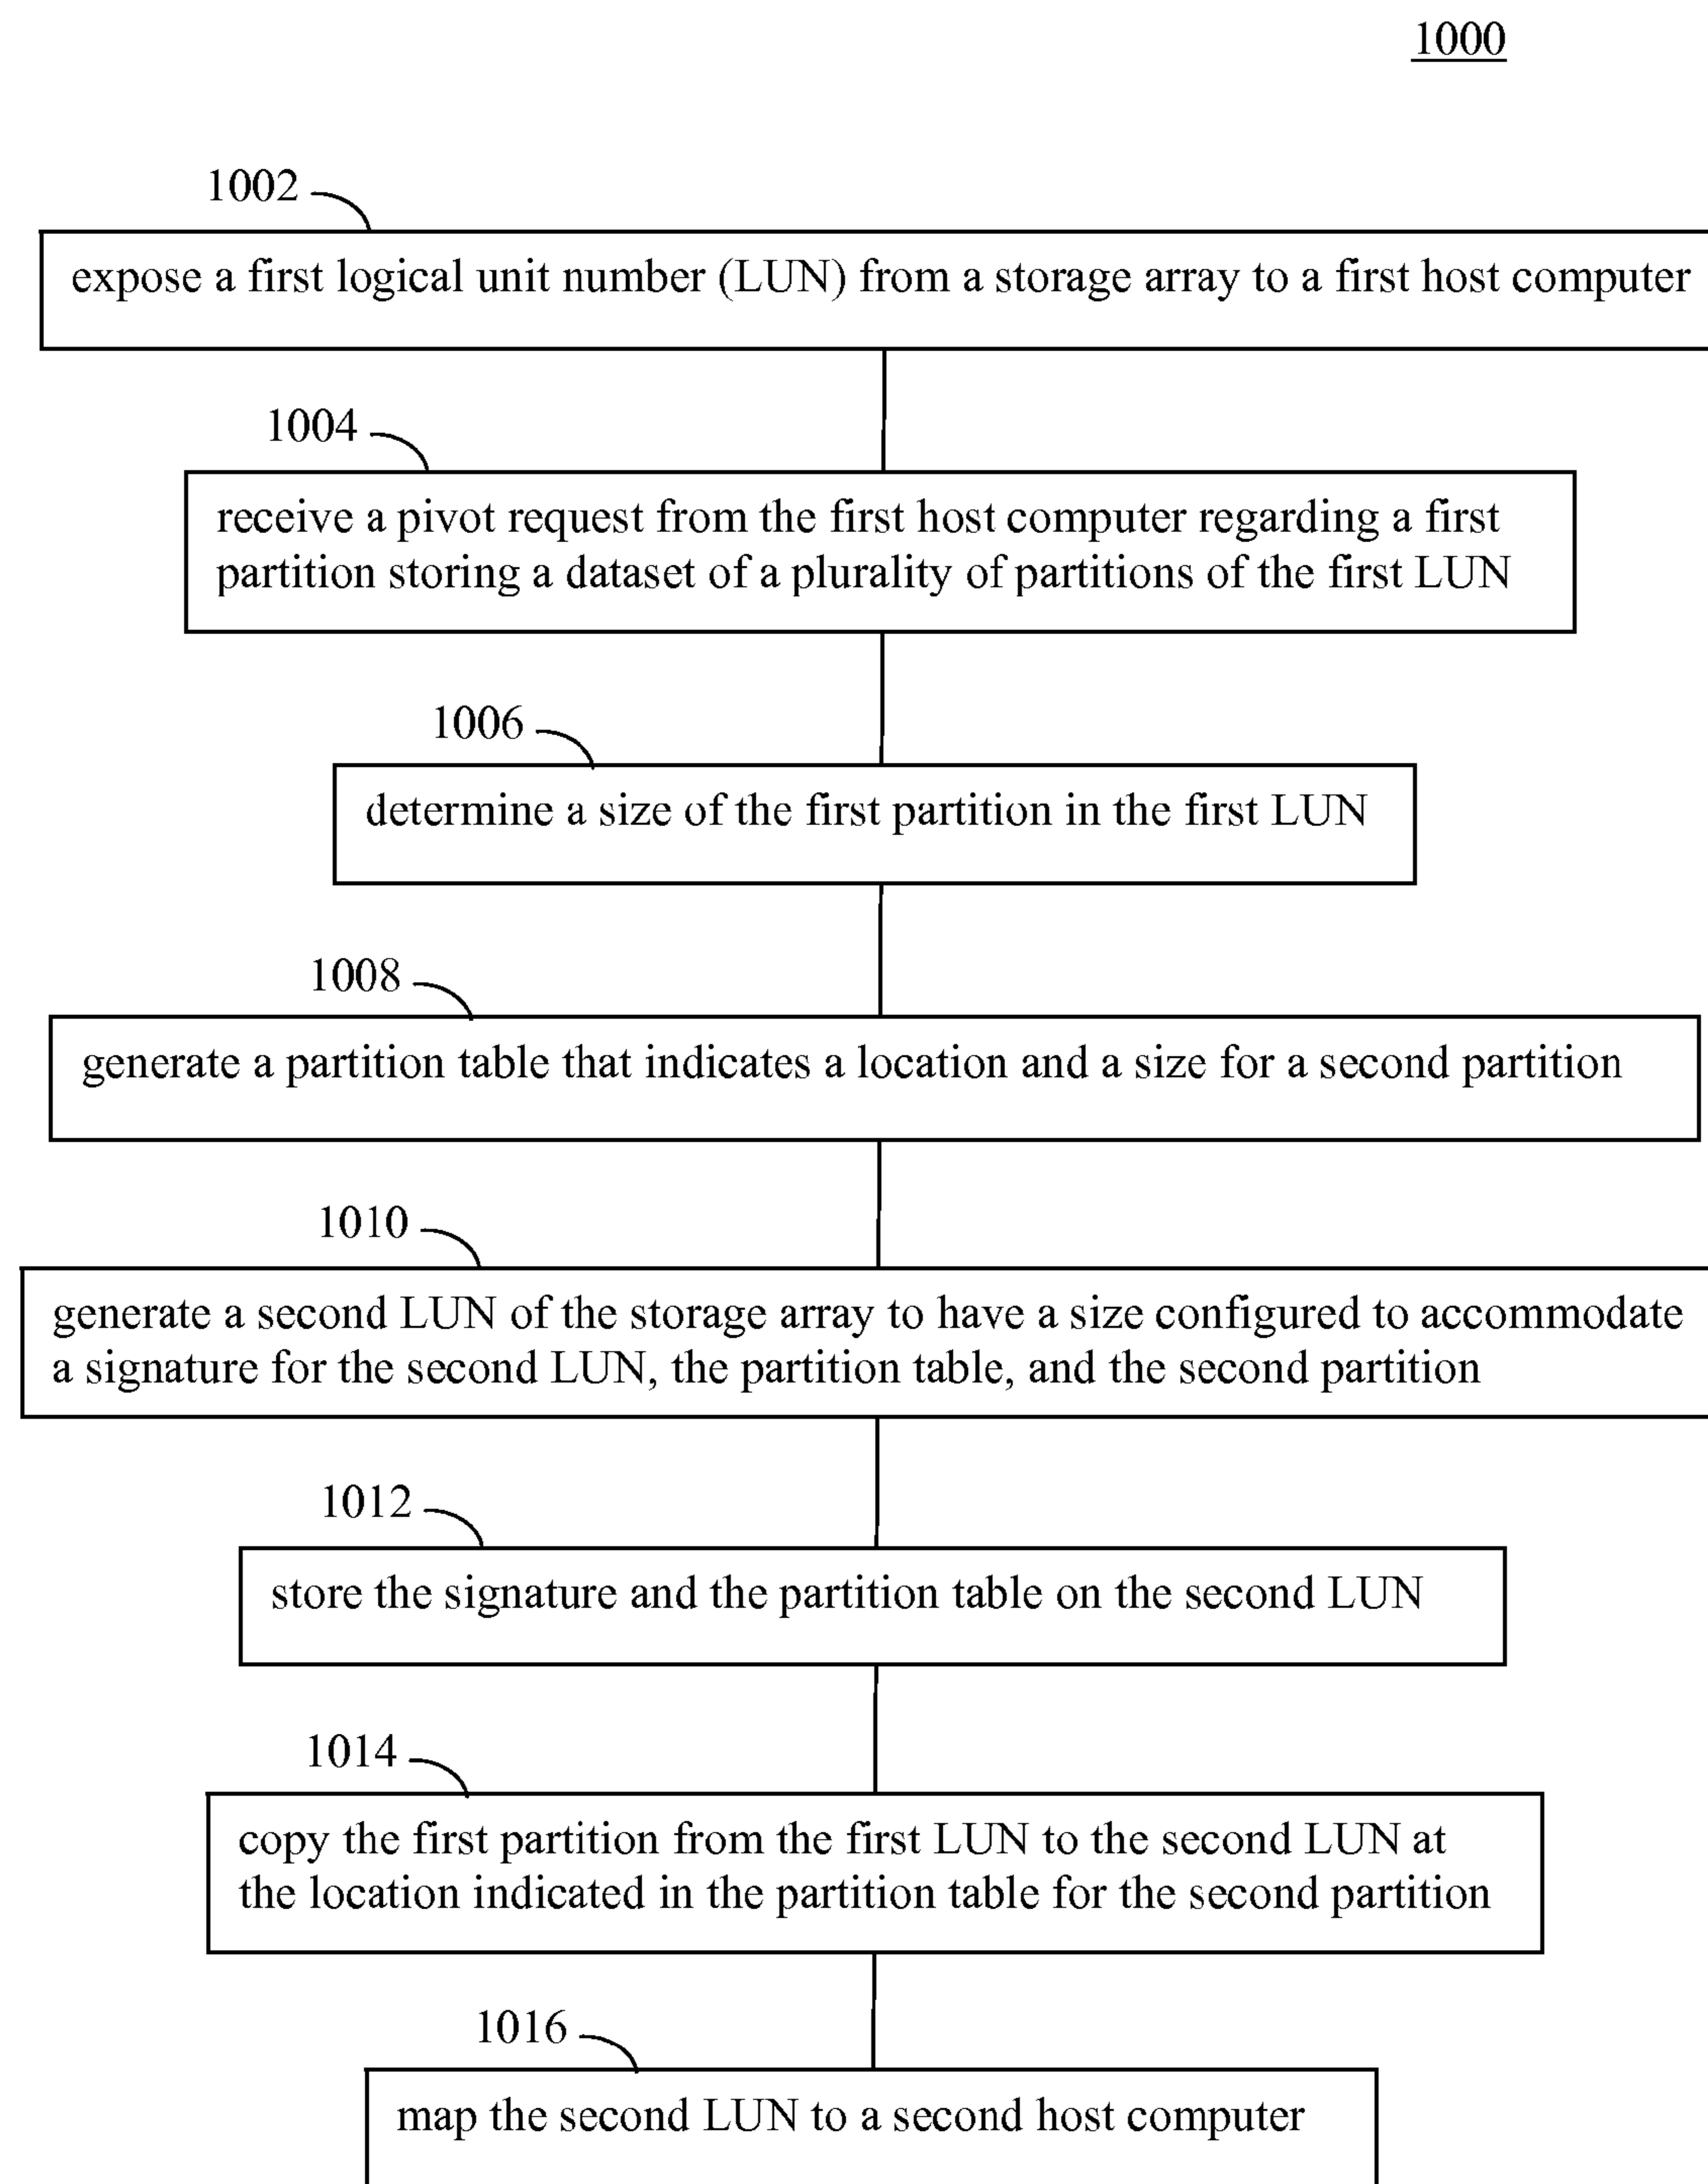 1000
1002
expose a first logical unit number (LUN) from a storage array to a first host computer
1004
receive a pivot request from the first host computer regarding a first
partition storing a dataset of a plurality of partitions of the first LUN
1006
determine a size of the first partition in the first LUN
1008
generate a partition table that indicates a location and a size for a second partition
1010
generate a second LUN of the storage array to have a size configured to accommodate
a signature for the second LUN, the partition table, and the second partition
1012
store the signature and the partition table on the second LUN
1014
copy the first partition from the first LUN to the second LUN at
the location indicated in the partition table for the second partition
1016
map the second LUN to a second host computer